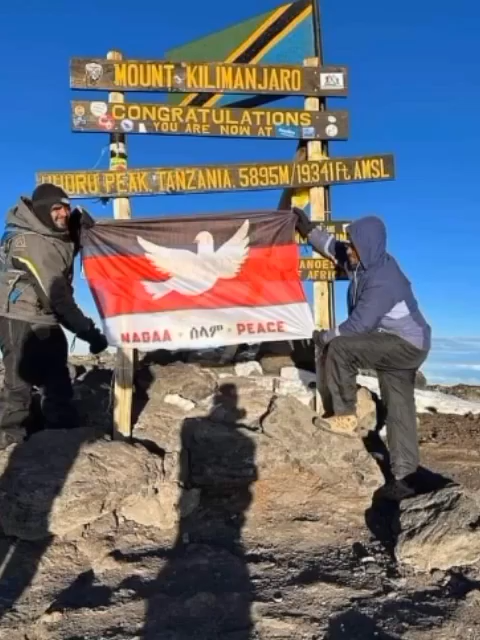 MOUNT KILIMANJARO
CONGRATULATIONS
YOU ARE NOW AT
UHURU PEAK, TANZANIA, 5895M/19341Ft. AMSL
NAGAA - ሰላም - PEACE